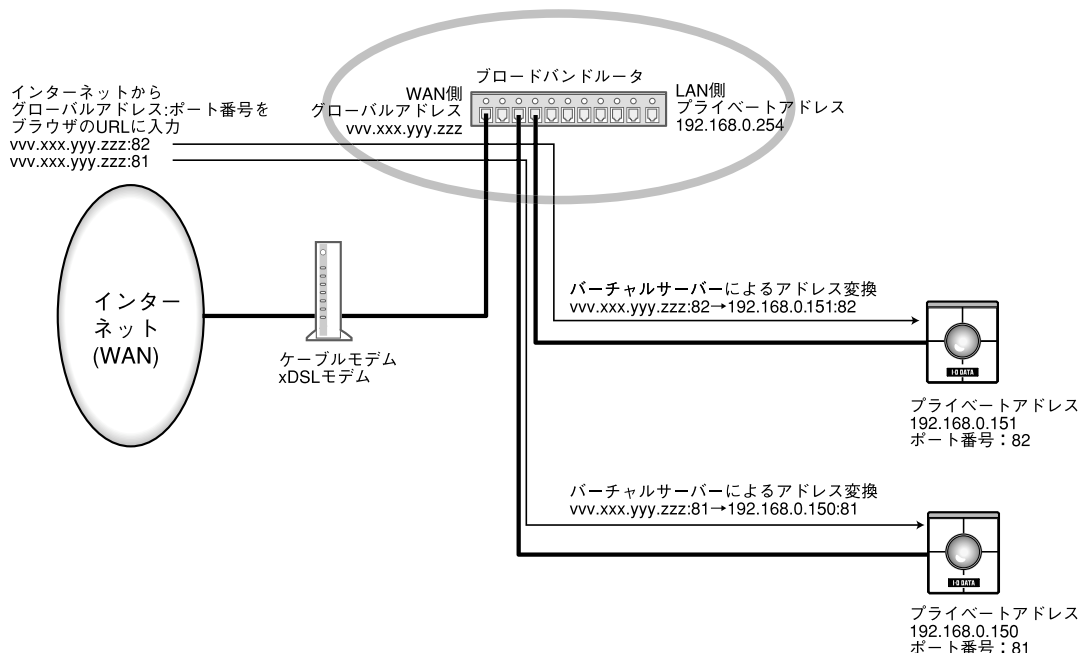 インターネットから
グローバルアドレス:ポート番号を
ブラウザのURLに入力
vvv.xxx.yyy.zzz:82
vvv.xxx.yyy.zzz:81
ブロードバンドルータ
WAN側
グローバルアドレス
vvv.xxx.yyy.zzz
LAN側
プライベートアドレス
192.168.0.254
インター
ネット
(WAN)
ケーブルモデム
xDSLモデム
バーチャルサーバーによるアドレス変換
vvv.xxx.yyy.zzz:82→192.168.0.151:82
I-O DATA
プライベートアドレス
192.168.0.151
ポート番号：82
バーチャルサーバーによるアドレス変換
vvv.xxx.yyy.zzz:81→192.168.0.150:81
I-O DATA
プライベートアドレス
192.168.0.150
ポート番号：81